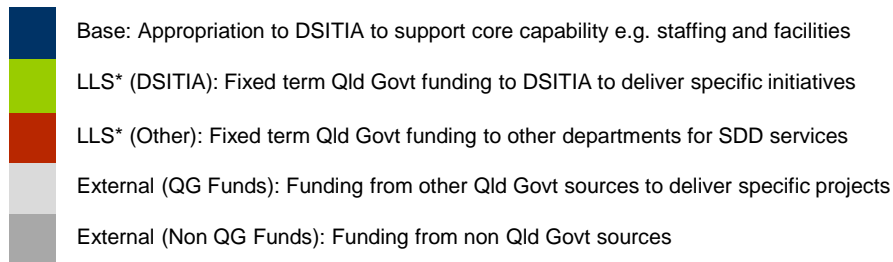 Base: Appropriation to DSITIA to support core capability e.g. staffing and facilities
LLS* (DSITIA): Fixed term Qld Govt funding to DSITIA to deliver specific initiatives
LLS* (Other): Fixed term Qld Govt funding to other departments for SDD services
External (QG Funds): Funding from other Qld Govt sources to deliver specific projects
External (Non QG Funds): Funding from non Qld Govt sources